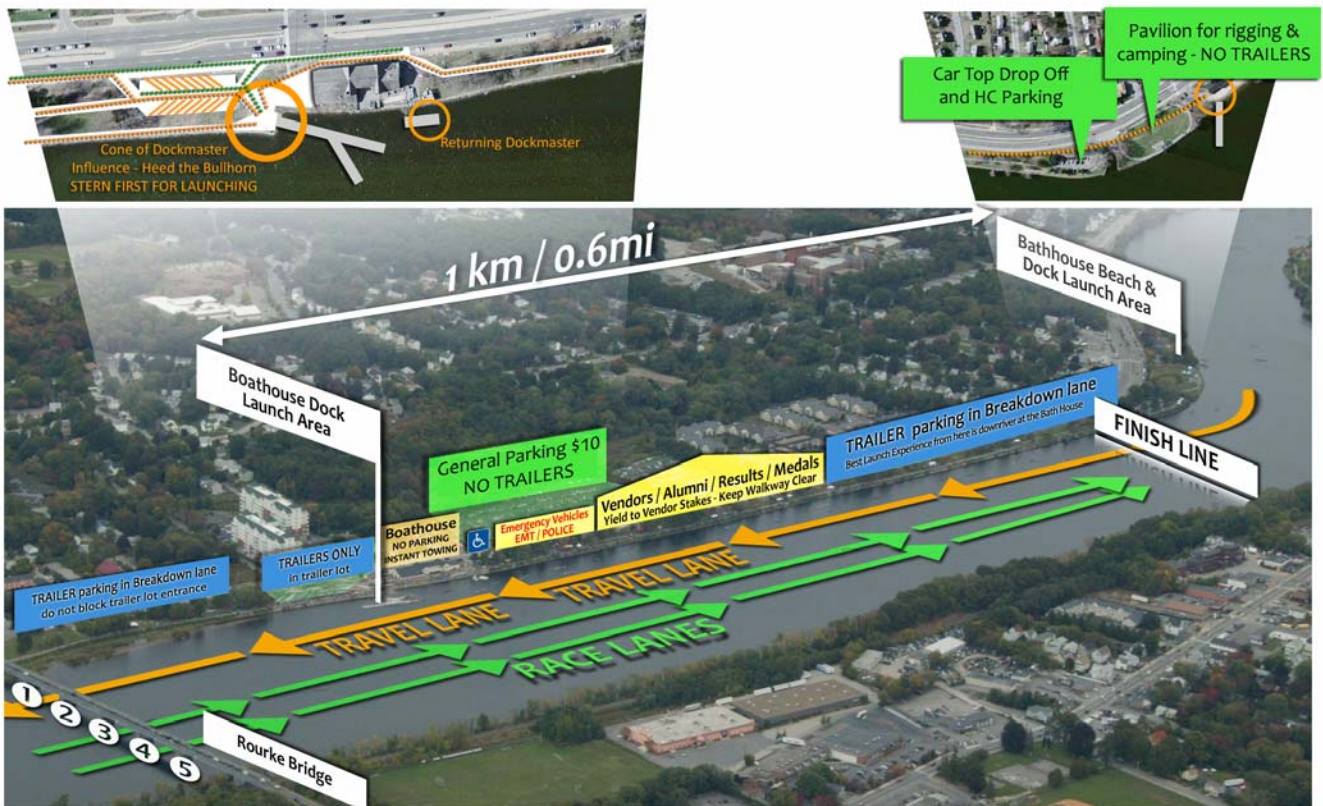 Cone of Dockmaster
Influence - Heed the Bullhorn
STERN FIRST FOR LAUNCHING
Returning Dockmaster
Car Top Drop Off
and HC Parking
Pavilion for rigging &
camping - NO TRAILERS
1 km / 0.6mi
Bathhouse Beach &
Dock Launch Area
Boathouse Dock
Launch Area
General Parking $10
NO TRAILERS
TRAILER parking in Breakdown lane
Best Launch Experience from here is downriver at the Bath House
FINISH LINE
Vendors / Alumni / Results / Medals
Yield to Vendor Stakes - Keep Walkway Clear
Emergency Vehicles
EMT / POLICE
Boathouse
NO PARKING
INSTANT TOWING
TRAILERS ONLY
in trailer lot
TRAILER parking in Breakdown lane
do not block trailer lot entrance
TRAVEL LANE
TRAVEL LANE
RACE LANES
1
2
3
4
5
Rourke Bridge